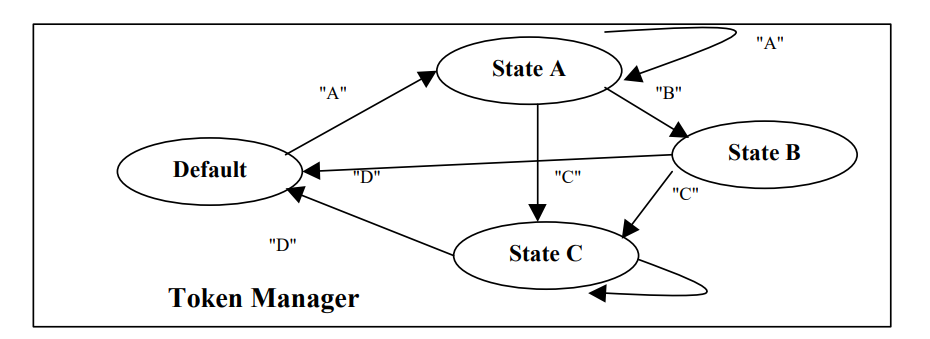 "A"
State A
"A"
"B"
Default
State B
"D"
"C"
"C"
"D"
State C
Token Manager